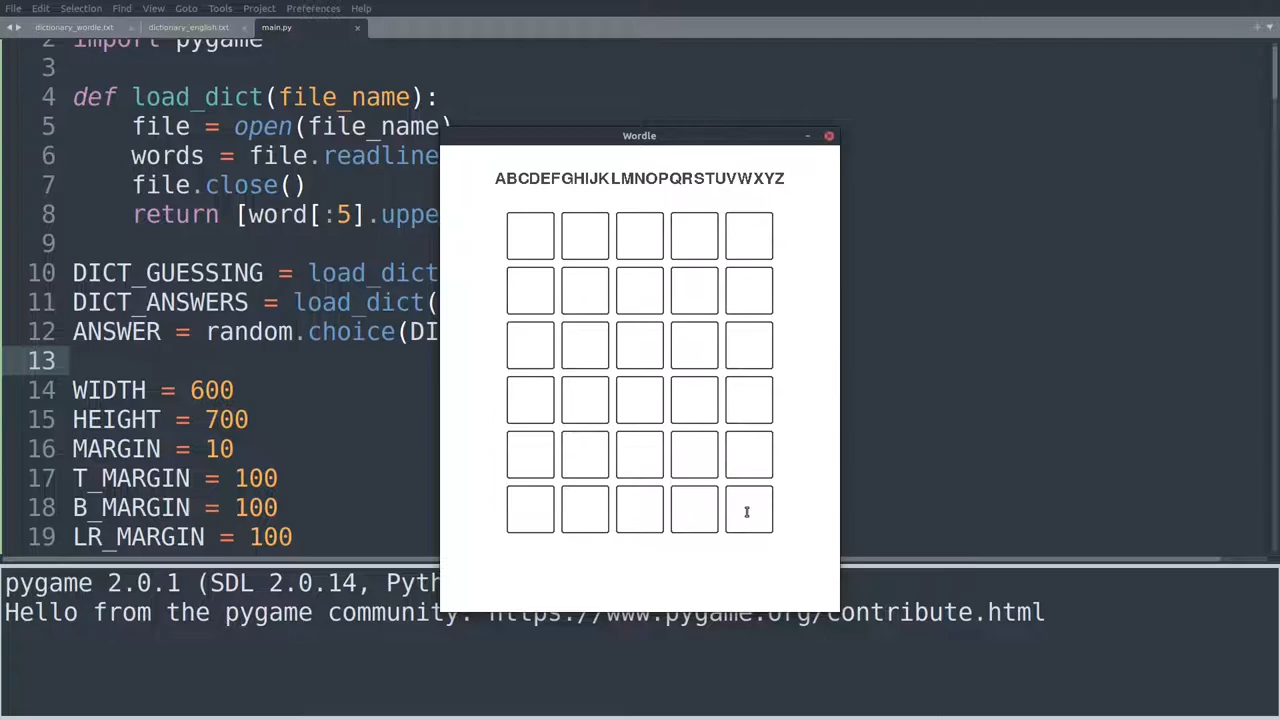 File Edit Selection Find View Goto Tools Project Preferences Help
dictionary_wordle.txt dictionary_english.txt main.py
2 import pygame
3
4 def load_dict(file_name):
5 file = open(file_name)
6 words = file.readline
7 file.close()
8 return [word[:5].uppe
9
10 DICT_GUESSING = load_dict
11 DICT_ANSWERS = load_dict(
12 ANSWER = random.choice(DI
13
14 WIDTH = 600
15 HEIGHT = 700
16 MARGIN = 10
17 T_MARGIN = 100
18 B_MARGIN = 100
19 LR_MARGIN = 100
Wordle
ABCDEFGHIJKLMNOPQRSTUVWXYZ
pygame 2.0.1 (SDL 2.0.14, Pyth
Hello from the pygame community. https://www.pygame.org/contribute.html